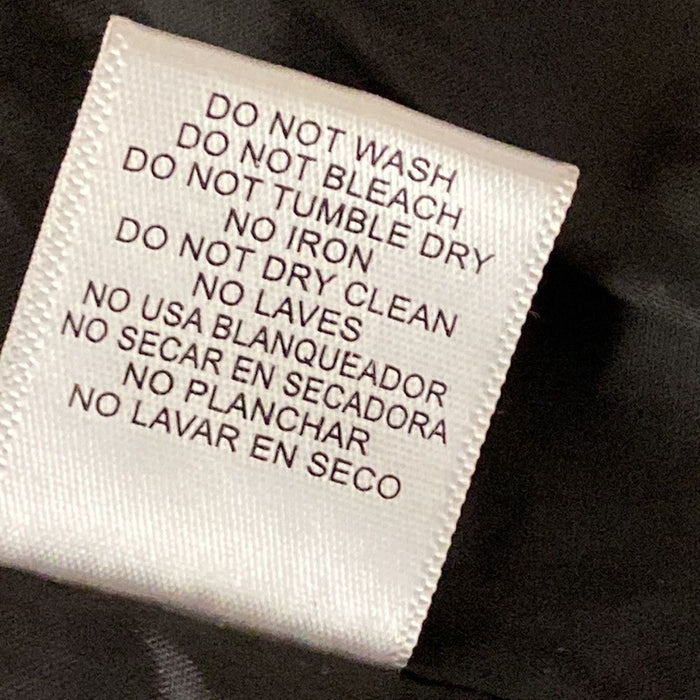 DO NOT WASH
DO NOT BLEACH
DO NOT TUMBLE DRY
NO IRON
DO NOT DRY CLEAN
NO LAVES
NO USA BLANQUEADOR
NO SECAR EN SECADORA
NO PLANCHAR
NO LAVAR EN SECO